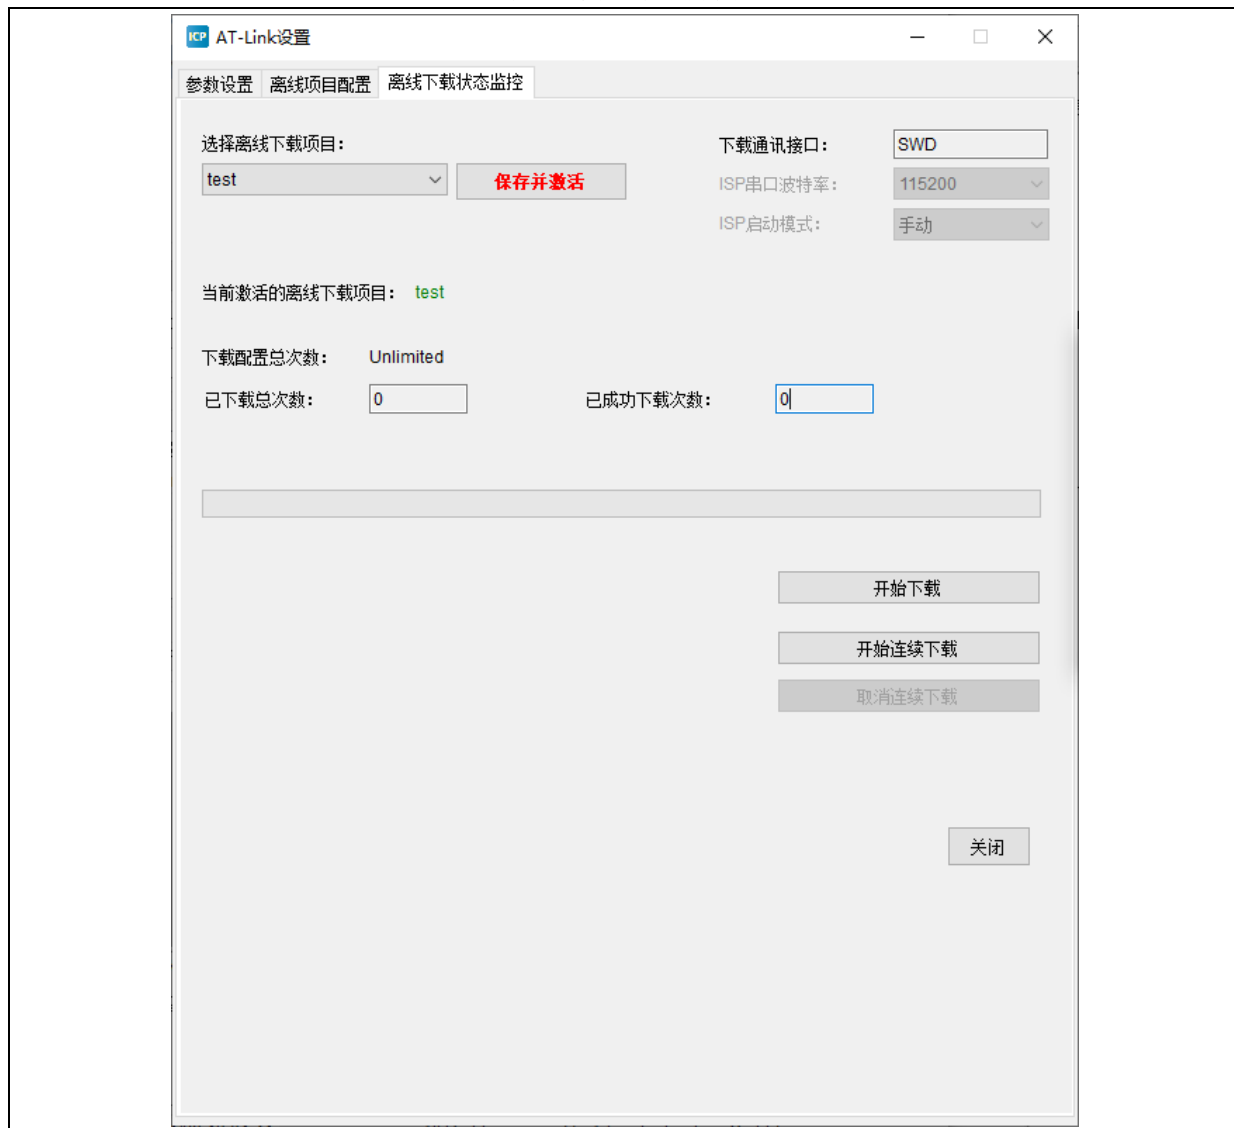 ICP AT-Link设置
参数设置 离线项目配置 离线下载状态监控
选择离线下载项目： 下载通讯接口： SWD
test 保存并激活 ISP串口波特率： 115200
ISP启动模式： 手动
当前激活的离线下载项目： test
下载配置总次数： Unlimited
已下载总次数： 0 已成功下载次数： 0
开始下载
开始连续下载
取消连续下载
关闭